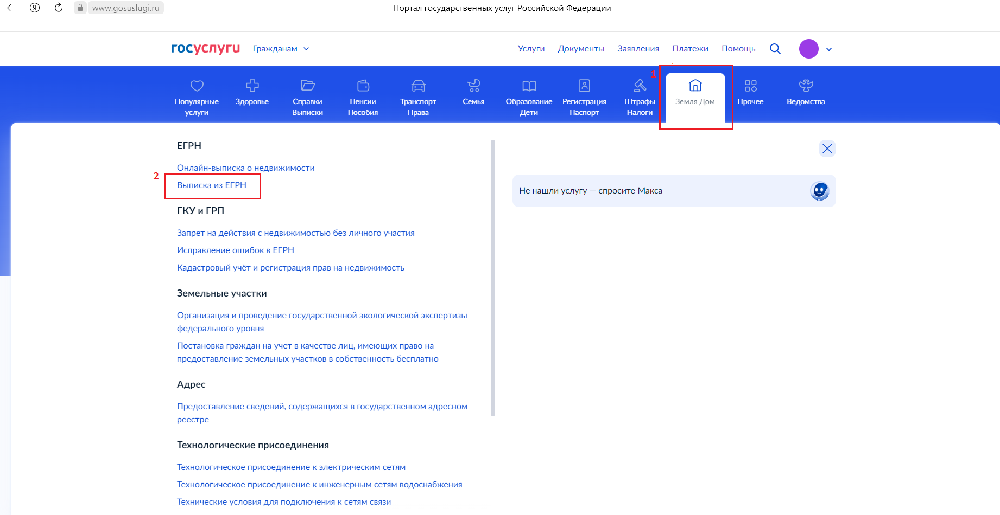 www.gosuslugi.ru
Портал государственных услуг Российской Федерации
госуслуги
Гражданам
Услуги
Документы
Заявления
Платежи
Помощь
1
Популярные
услуги
Здоровье
Справки
Выписки
Пенсии
Пособия
Транспорт
Права
Семья
Образование
Дети
Регистрация
Паспорт
Штрафы
Налоги
Земля Дом
Прочее
Ведомства
ЕГРН
Онлайн-выписка о недвижимости
2
Выписка из ЕГРН
ГКУ и ГРП
Запрет на действия с недвижимостью без личного участия
Исправление ошибок в ЕГРН
Кадастровый учёт и регистрация прав на недвижимость
Земельные участки
Организация и проведение государственной экологической экспертизы
федерального уровня
Постановка граждан на учет в качестве лиц, имеющих право на
предоставление земельных участков в собственность бесплатно
Адрес
Предоставление сведений, содержащихся в государственном адресном
реестре
Технологические присоединения
Технологическое присоединение к электрическим сетям
Технологическое присоединение к инженерным сетям водоснабжения
Технические условия для подключения к сетям связи
Не нашли услугу — спросите Макса